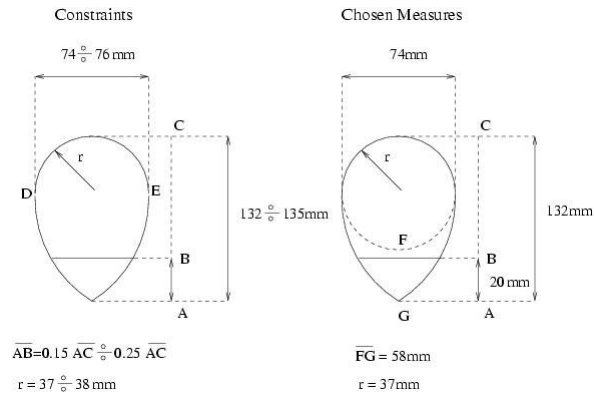 Constraints
Chosen Measures
74 ÷ 76 mm
74mm
C
C
r
r
D
E
132 ÷ 135mm
132mm
F
B
B
20 mm
A
G
A
AB=0.15 AC ÷ 0.25 AC
FG = 58mm
r = 37 ÷ 38 mm
r = 37mm